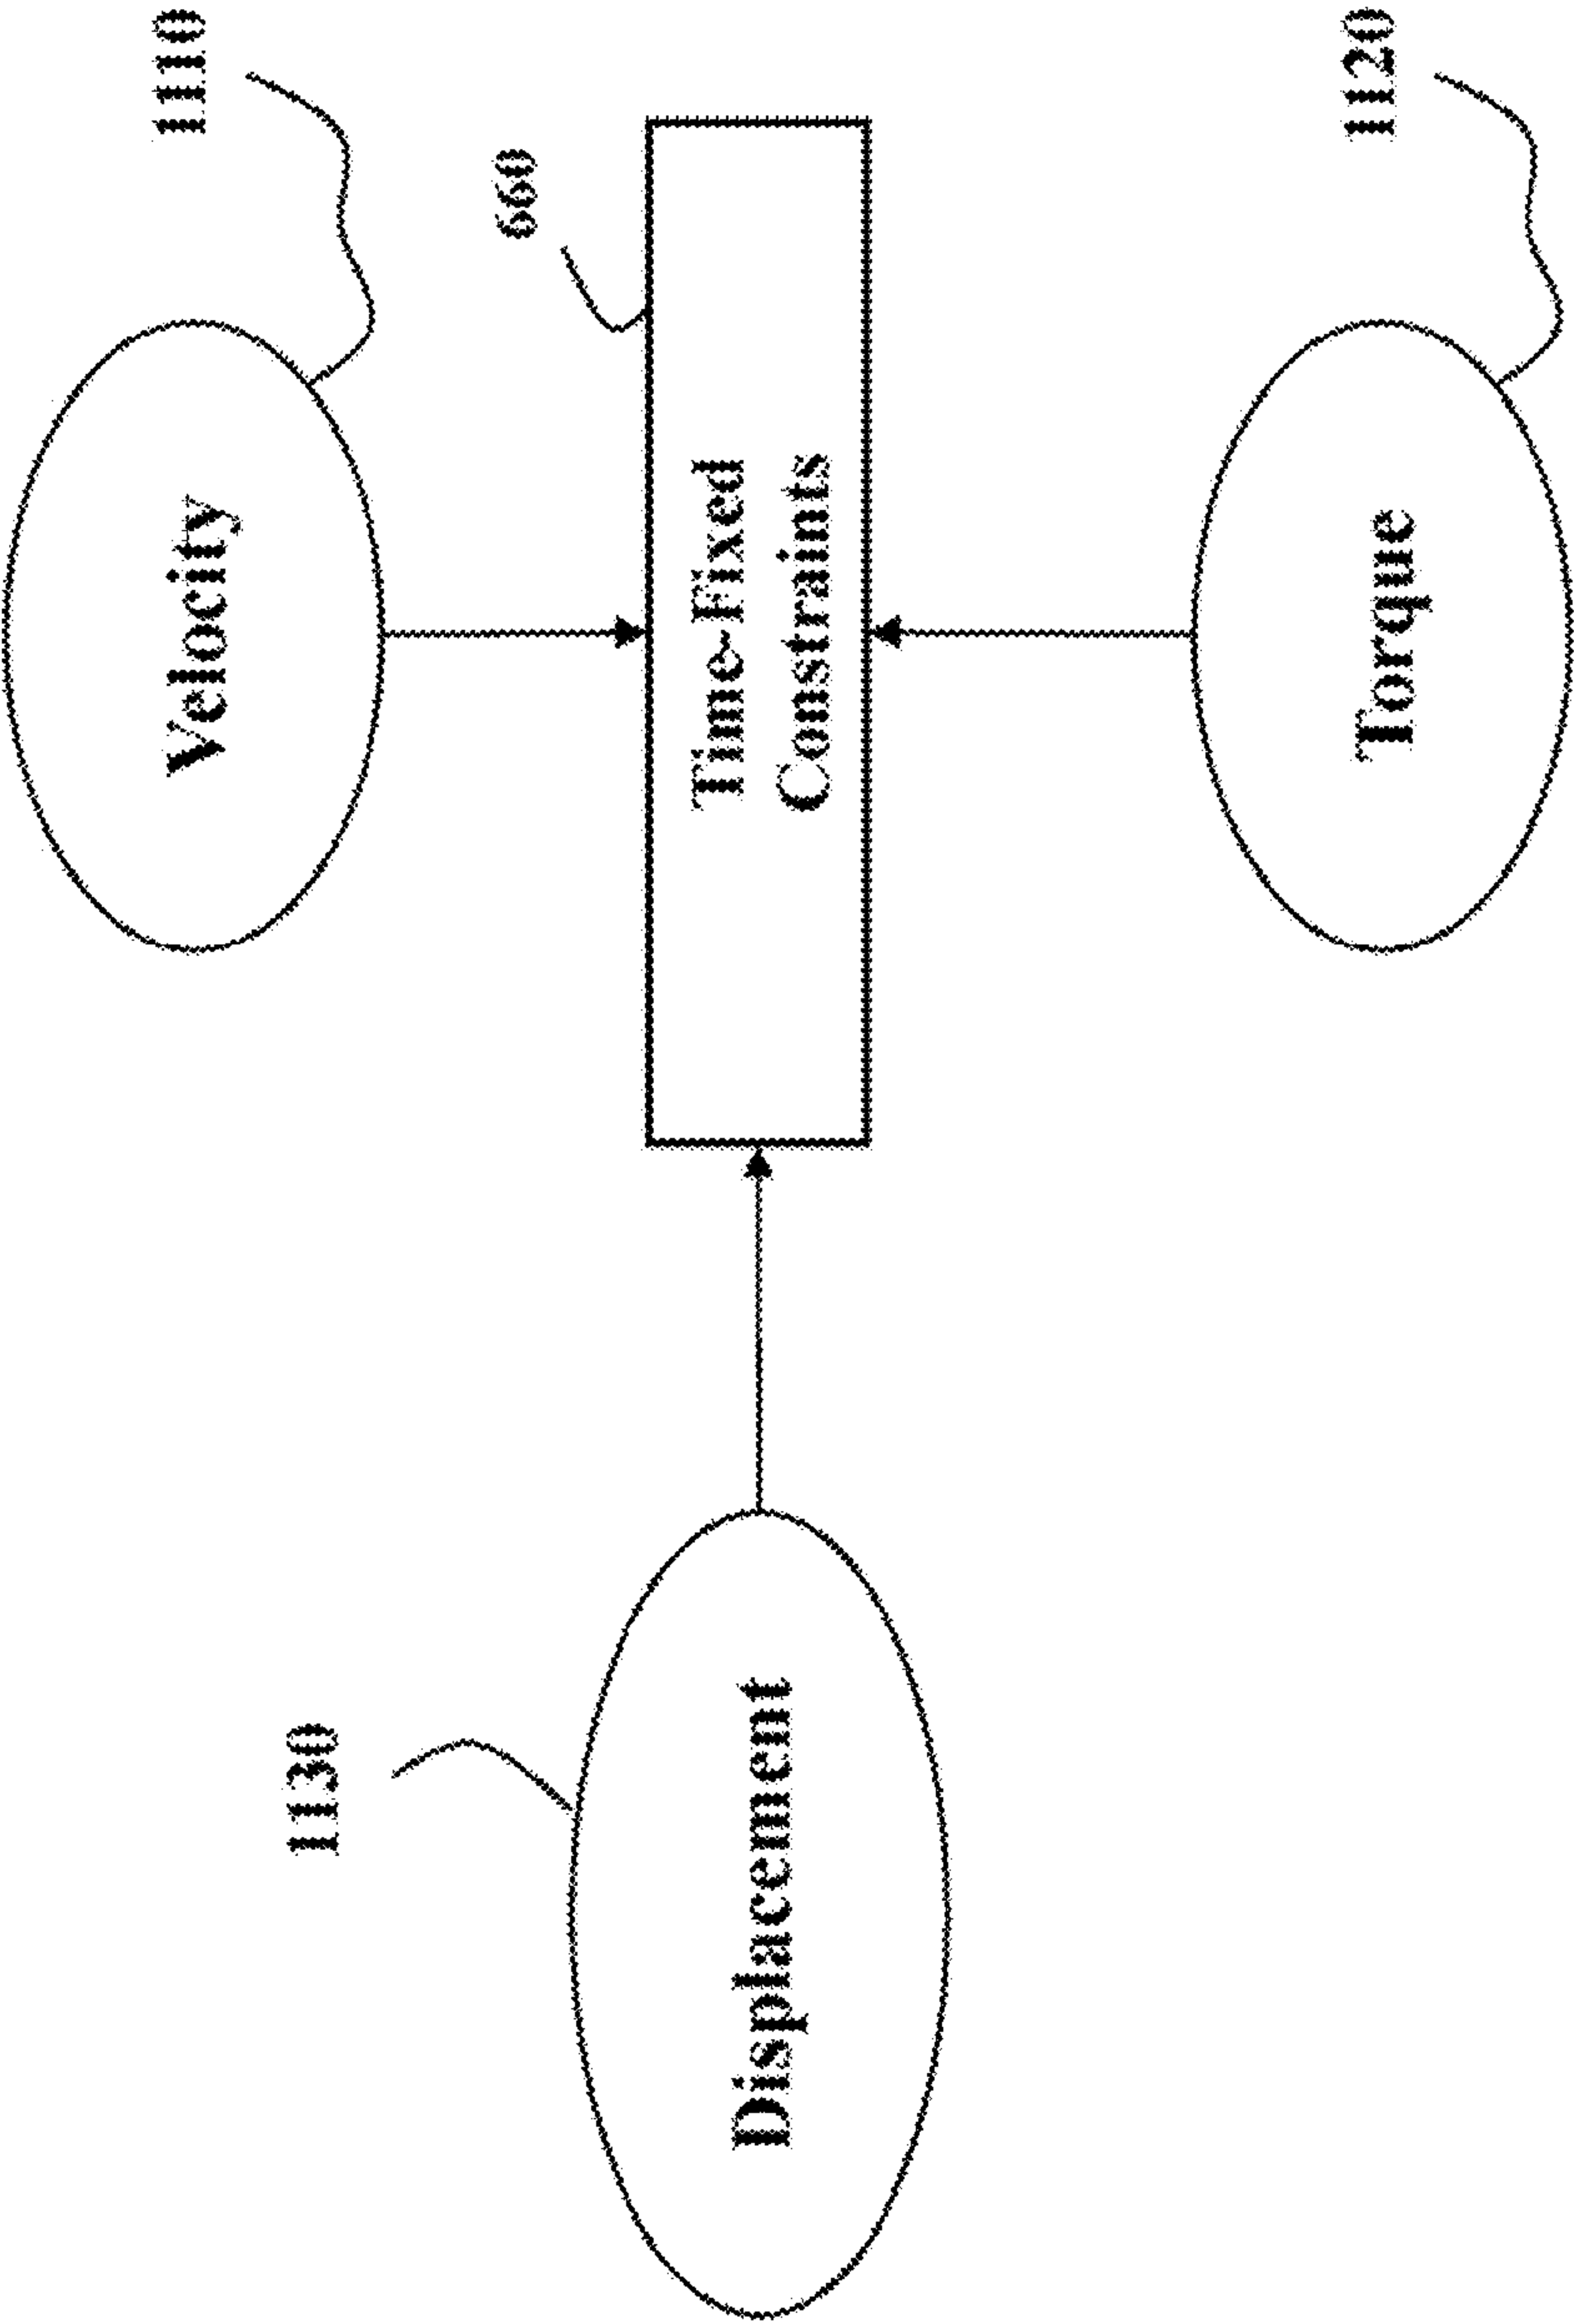 Velocity
1110
1130
660
Displacement
Time-Fixed
Constraints
Torque
1120